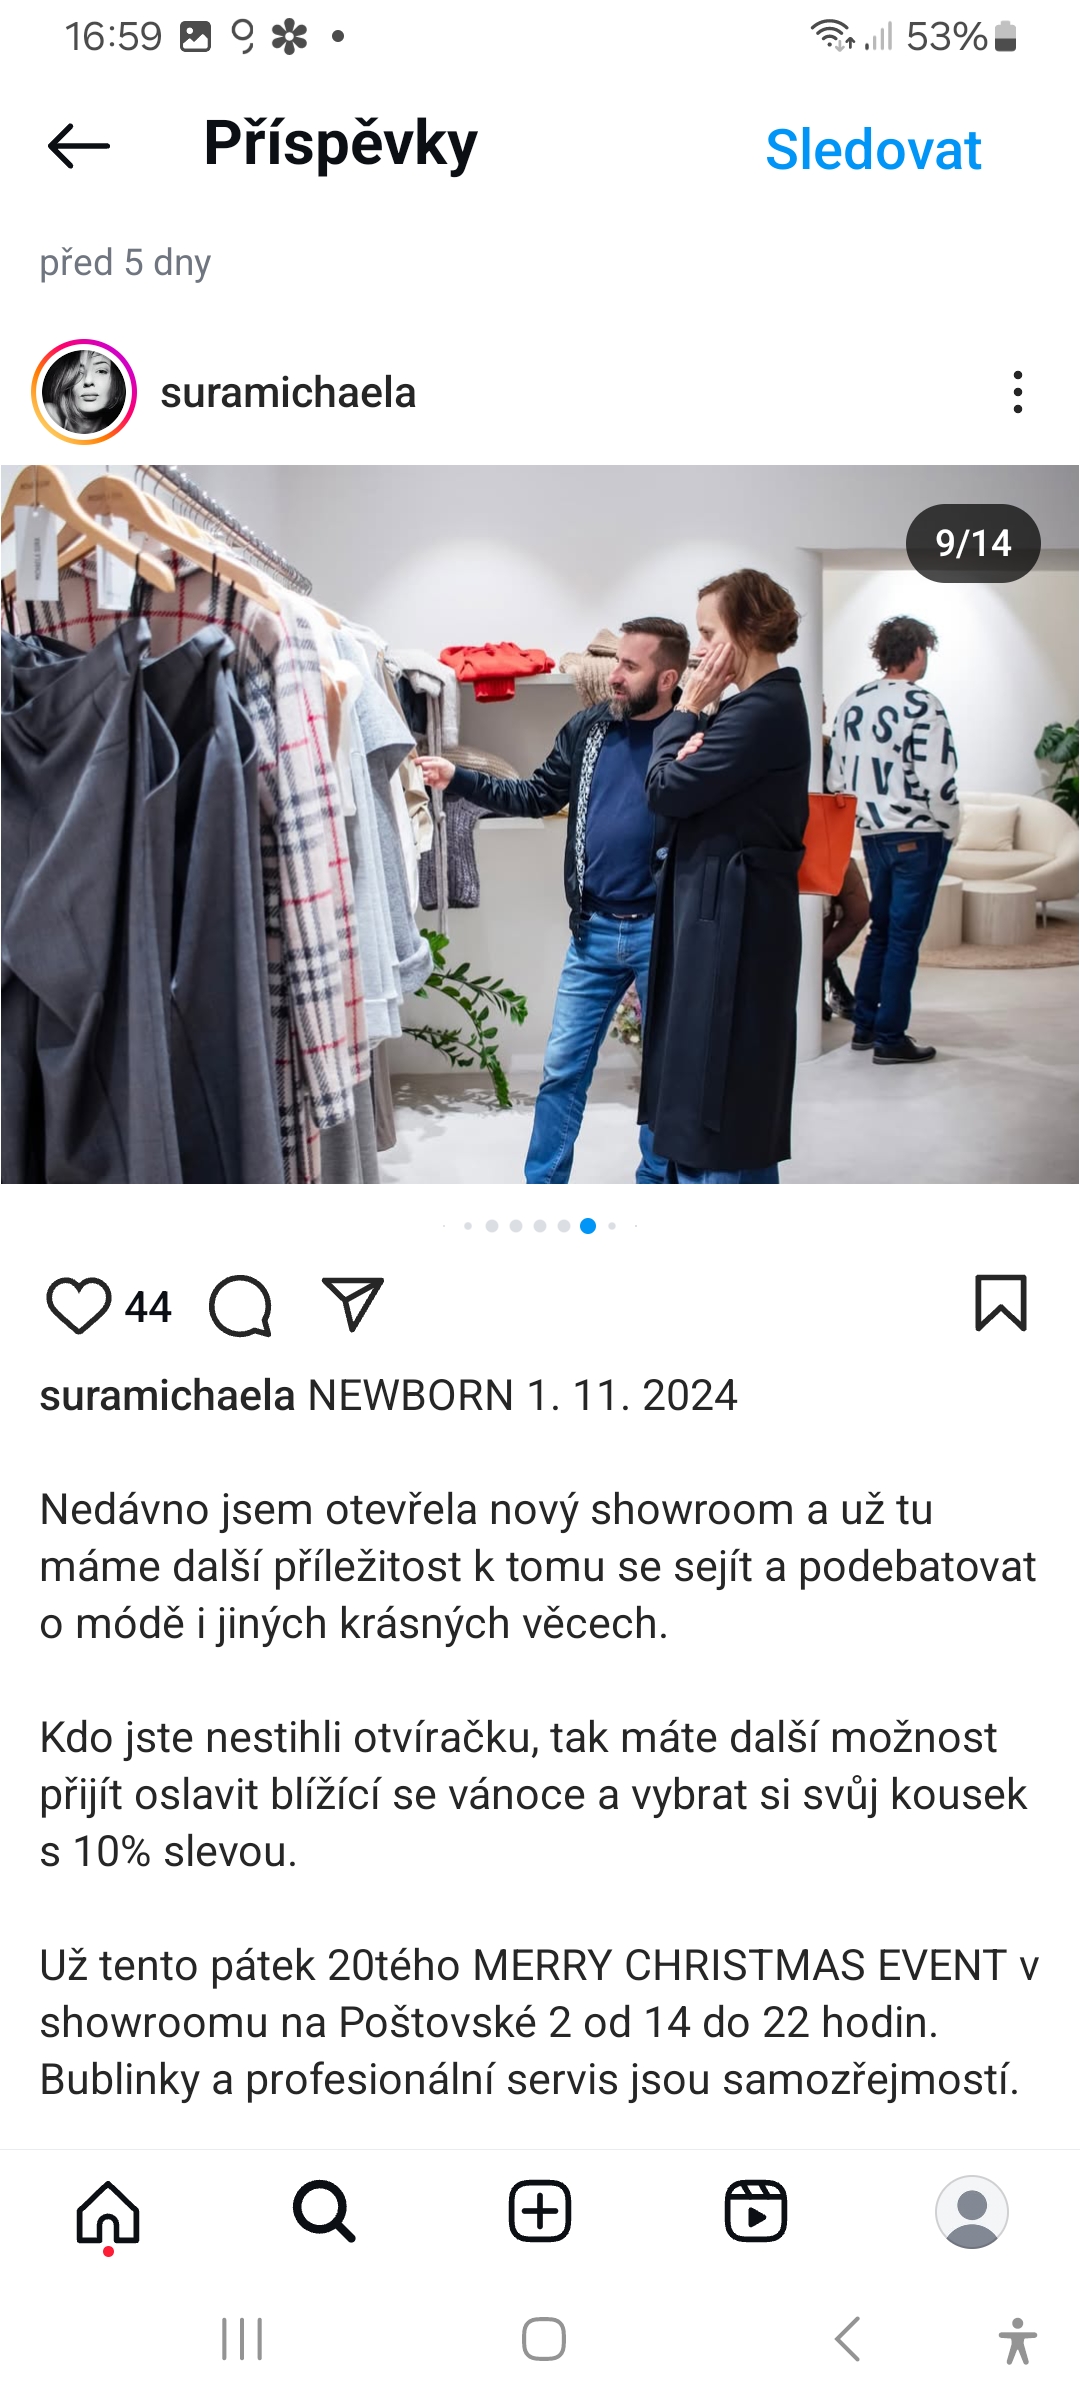 16:59
53%
Příspěvky
Sledovat
před 5 dny
suramichaela
9/14
44
suramichaela NEWBORN 1. 11. 2024
Nedávno jsem otevřela nový showroom a už tu
máme další příležitost k tomu se sejít a podebatovat
o módě i jiných krásných věcech.
Kdo jste nestihli otvíračku, tak máte další možnost
přijít oslavit blížící se vánoce a vybrat si svůj kousek
s 10% slevou.
Už tento pátek 20tého MERRY CHRISTMAS EVENT v
showroomu na Poštovské 2 od 14 do 22 hodin.
Bublinky a profesionální servis jsou samozřejmostí.